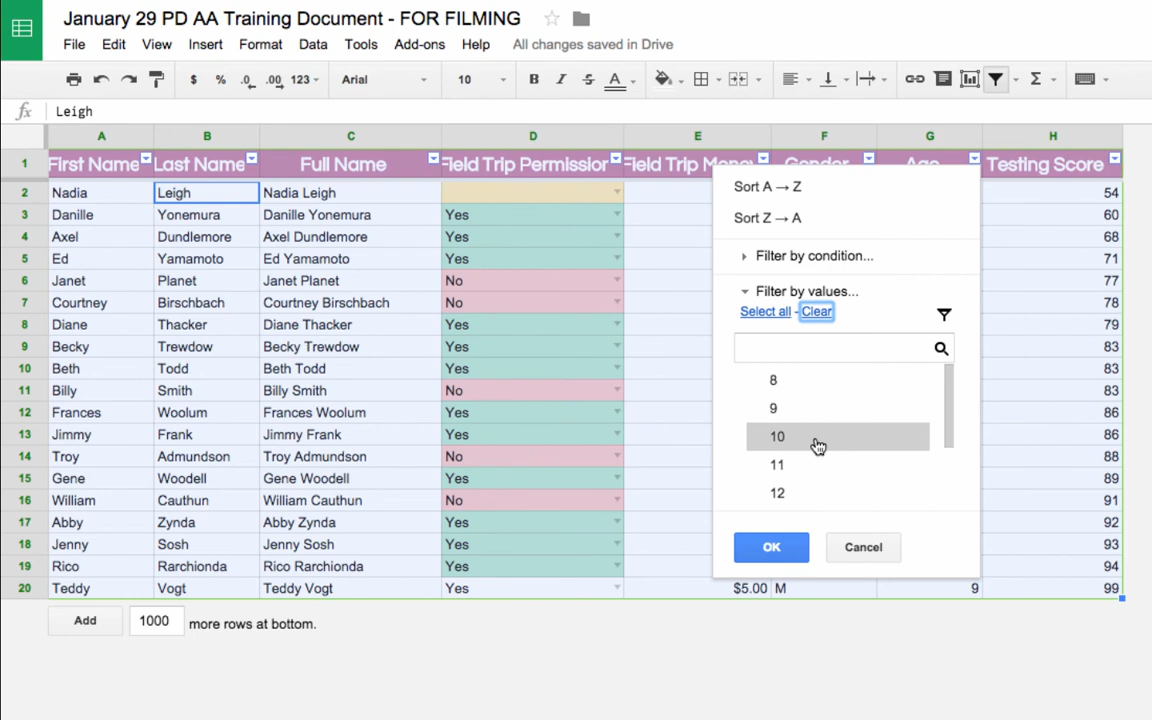 January 29 PD AA Training Document - FOR FILMING
File Edit View Insert Format Data Tools Add-ons Help All changes saved in Drive
$ % .0 .00 123 Arial 10 B I S A Σ
fx Leigh
A B C D E F G H
1 First Name Last Name Full Name Field Trip Permission Field Trip Money Gender Age Testing Score
2 Nadia Leigh Nadia Leigh 54
3 Danille Yonemura Danille Yonemura Yes 60
4 Axel Dundlemore Axel Dundlemore Yes 68
5 Ed Yamamoto Ed Yamamoto Yes 71
6 Janet Planet Janet Planet No 77
7 Courtney Birschbach Courtney Birschbach No 78
8 Diane Thacker Diane Thacker Yes 79
9 Becky Trewdow Becky Trewdow Yes 83
10 Beth Todd Beth Todd Yes 83
11 Billy Smith Billy Smith No 83
12 Frances Woolum Frances Woolum Yes 86
13 Jimmy Frank Jimmy Frank Yes 86
14 Troy Admundson Troy Admundson No 88
15 Gene Woodell Gene Woodell Yes 89
16 William Cauthun William Cauthun No 91
17 Abby Zynda Abby Zynda Yes 92
18 Jenny Sosh Jenny Sosh Yes 93
19 Rico Rarchionda Rico Rarchionda Yes 94
20 Teddy Vogt Teddy Vogt Yes $5.00 M 9 99
Sort A → Z
Sort Z → A
Filter by condition...
Filter by values...
Select all - Clear
8
9
10
11
12
OK Cancel
Add 1000 more rows at bottom.